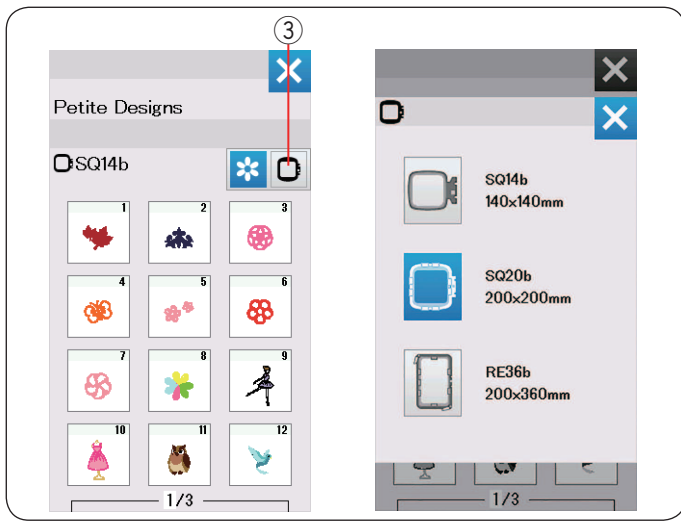 ③
Petite Designs
SQ14b
1 2 3
4 5 6
7 8 9
10 11 12
1/3
SQ14b
140x140mm
SQ20b
200x200mm
RE36b
200x360mm
1/3